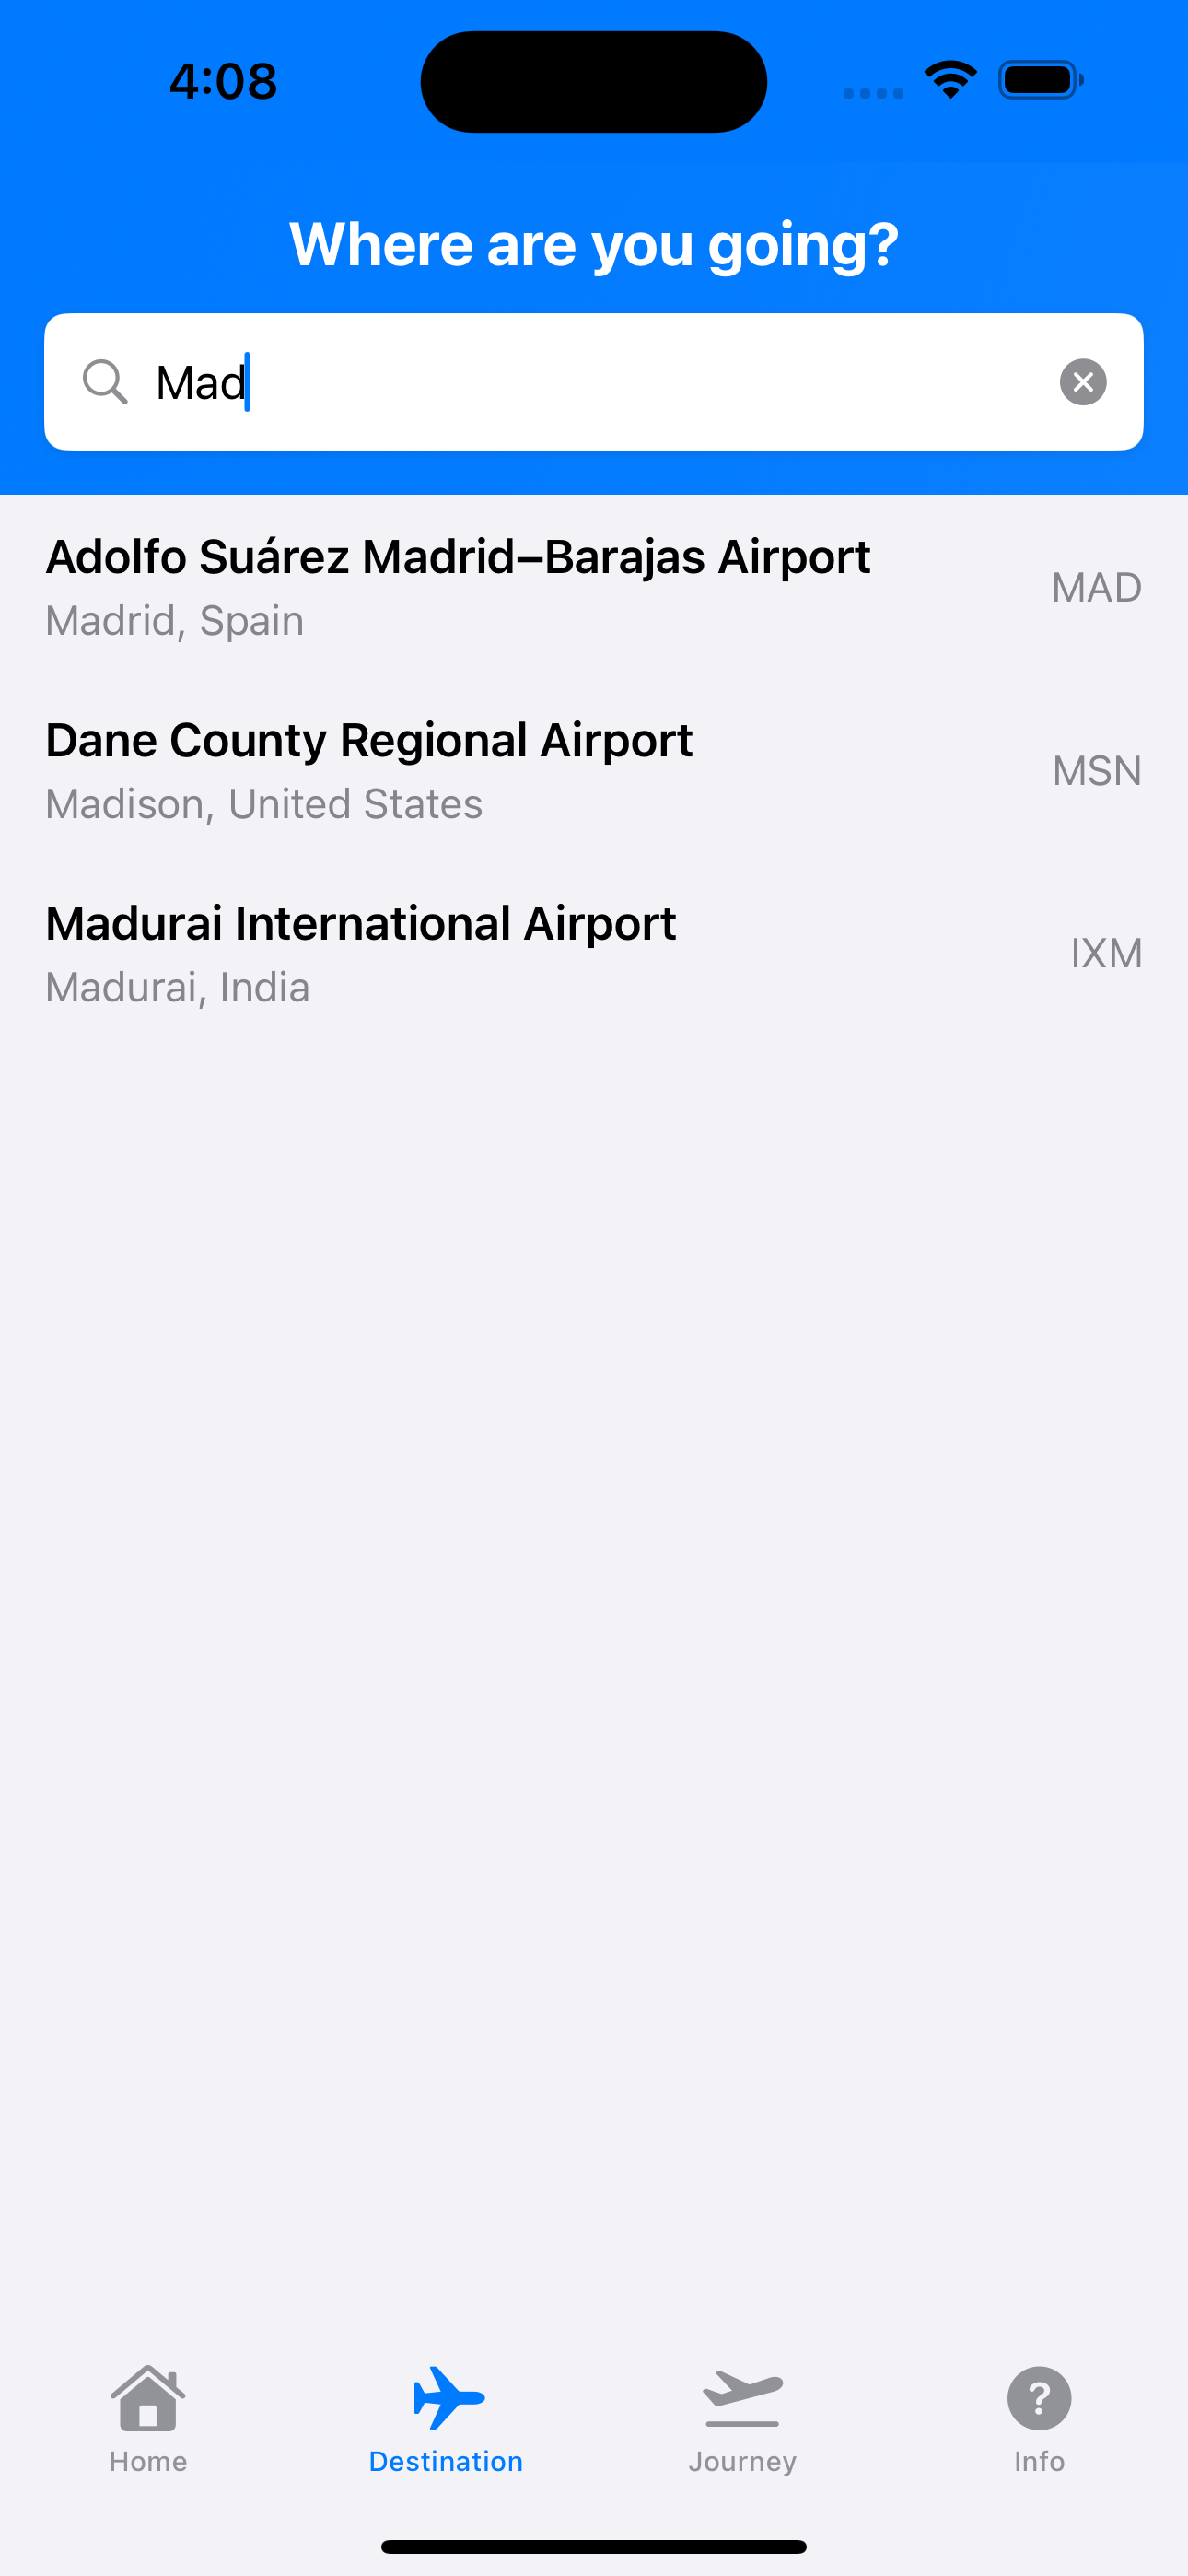 4:08
Where are you going?
Mad
Adolfo Suárez Madrid–Barajas Airport
Madrid, Spain
MAD
Dane County Regional Airport
Madison, United States
MSN
Madurai International Airport
Madurai, India
IXM
Home
Destination
Journey
Info